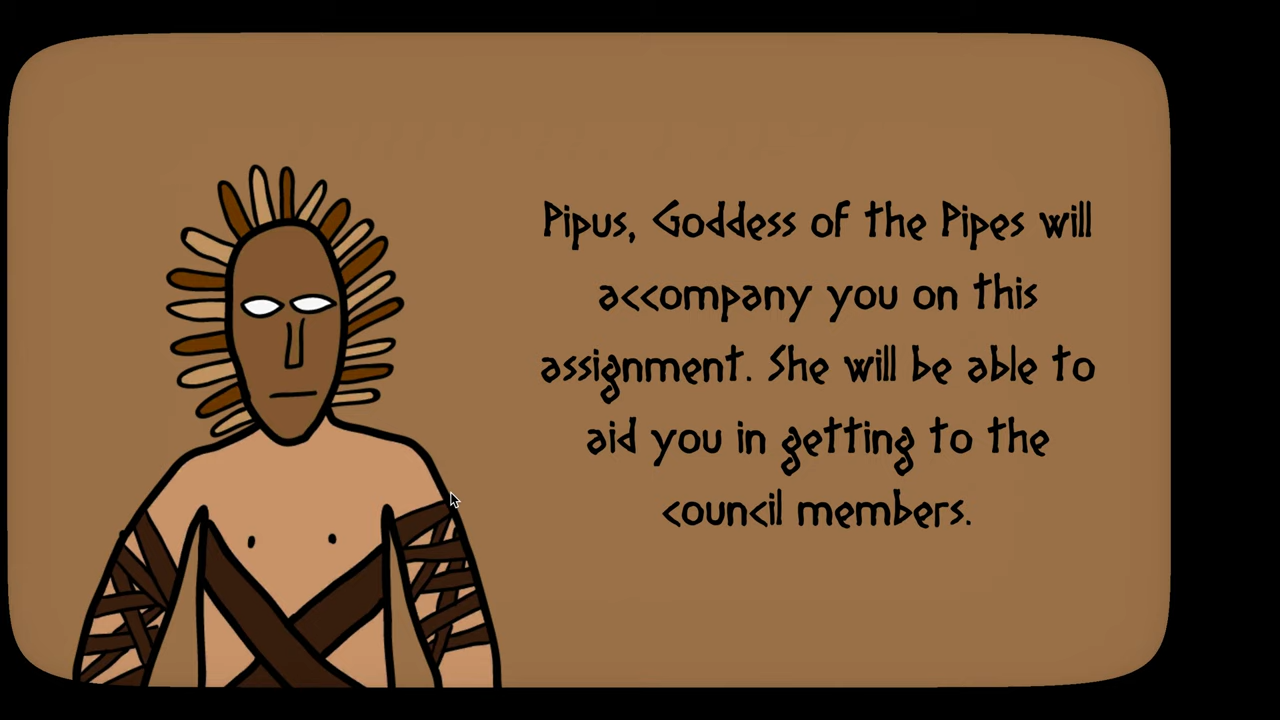 Pipus, Goddess of the Pipes will
accompany you on this
assignment. She will be able to
aid you in getting to the
council members.